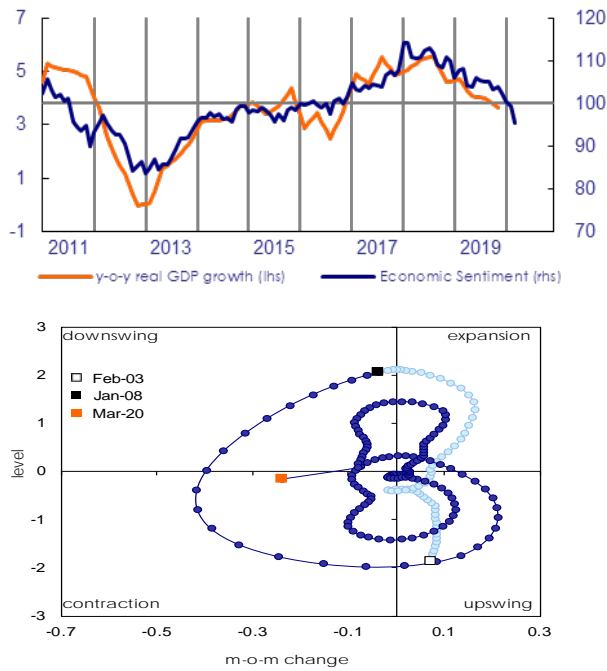 7 120
5 110
3 100
1 90
80
-1 70
2011 2013 2015 2017 2019
y-o-y real GDP growth (lhs) Economic Sentiment (rhs)
3
downswing expansion
2
Feb-03
Jan-08
Mar-20
1
level
0
-1
-2
contraction upswing
-3
-0.7 -0.5 -0.3 -0.1 0.1 0.3
m-o-m change